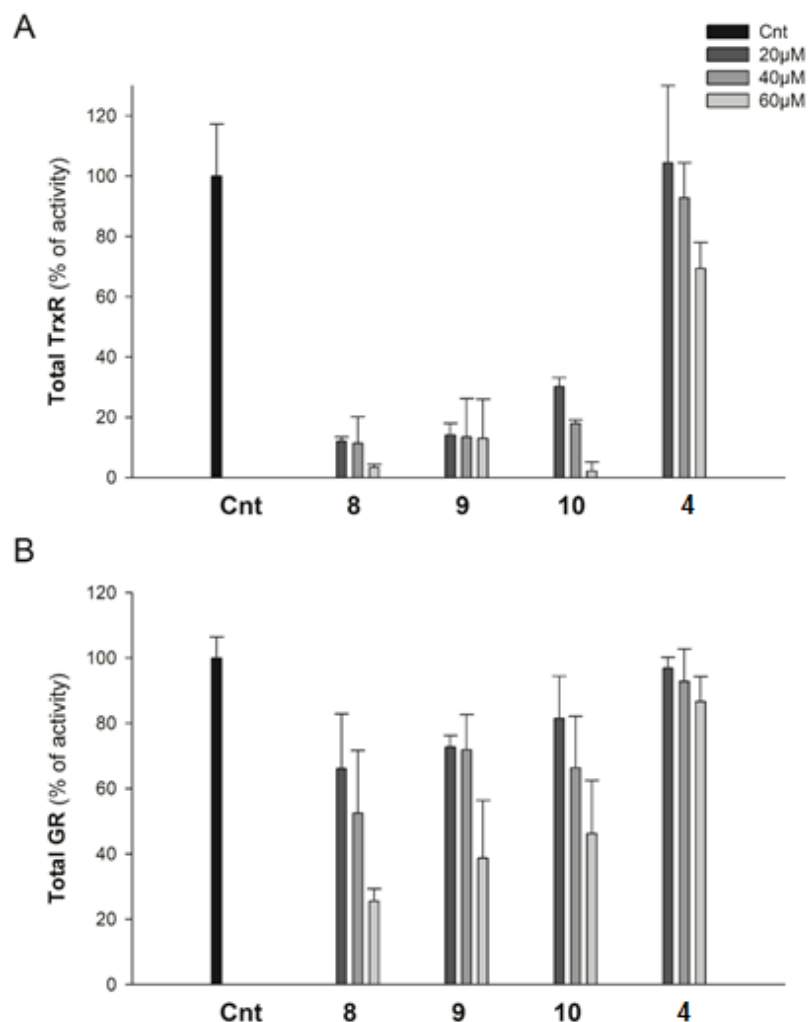 A
Cnt
20µM
40µM
60µM
Total TrxR (% of activity)
120
100
80
60
40
20
0
Cnt 8 9 10 4
B
Total GR (% of activity)
120
100
80
60
40
20
0
Cnt 8 9 10 4